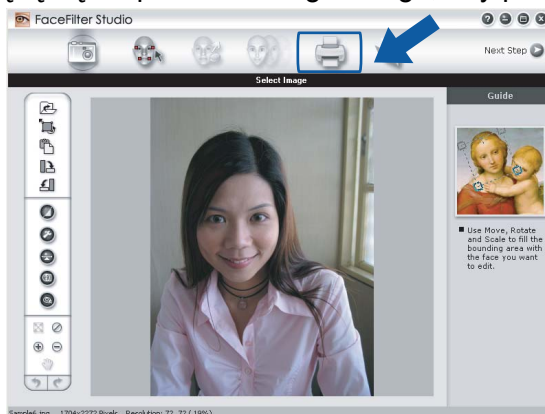 FaceFilter Studio
Next Step
Select Image
Guide
■ Use Move, Rotate
and Scale to fill the
bounding area with
the face you want
to edit.